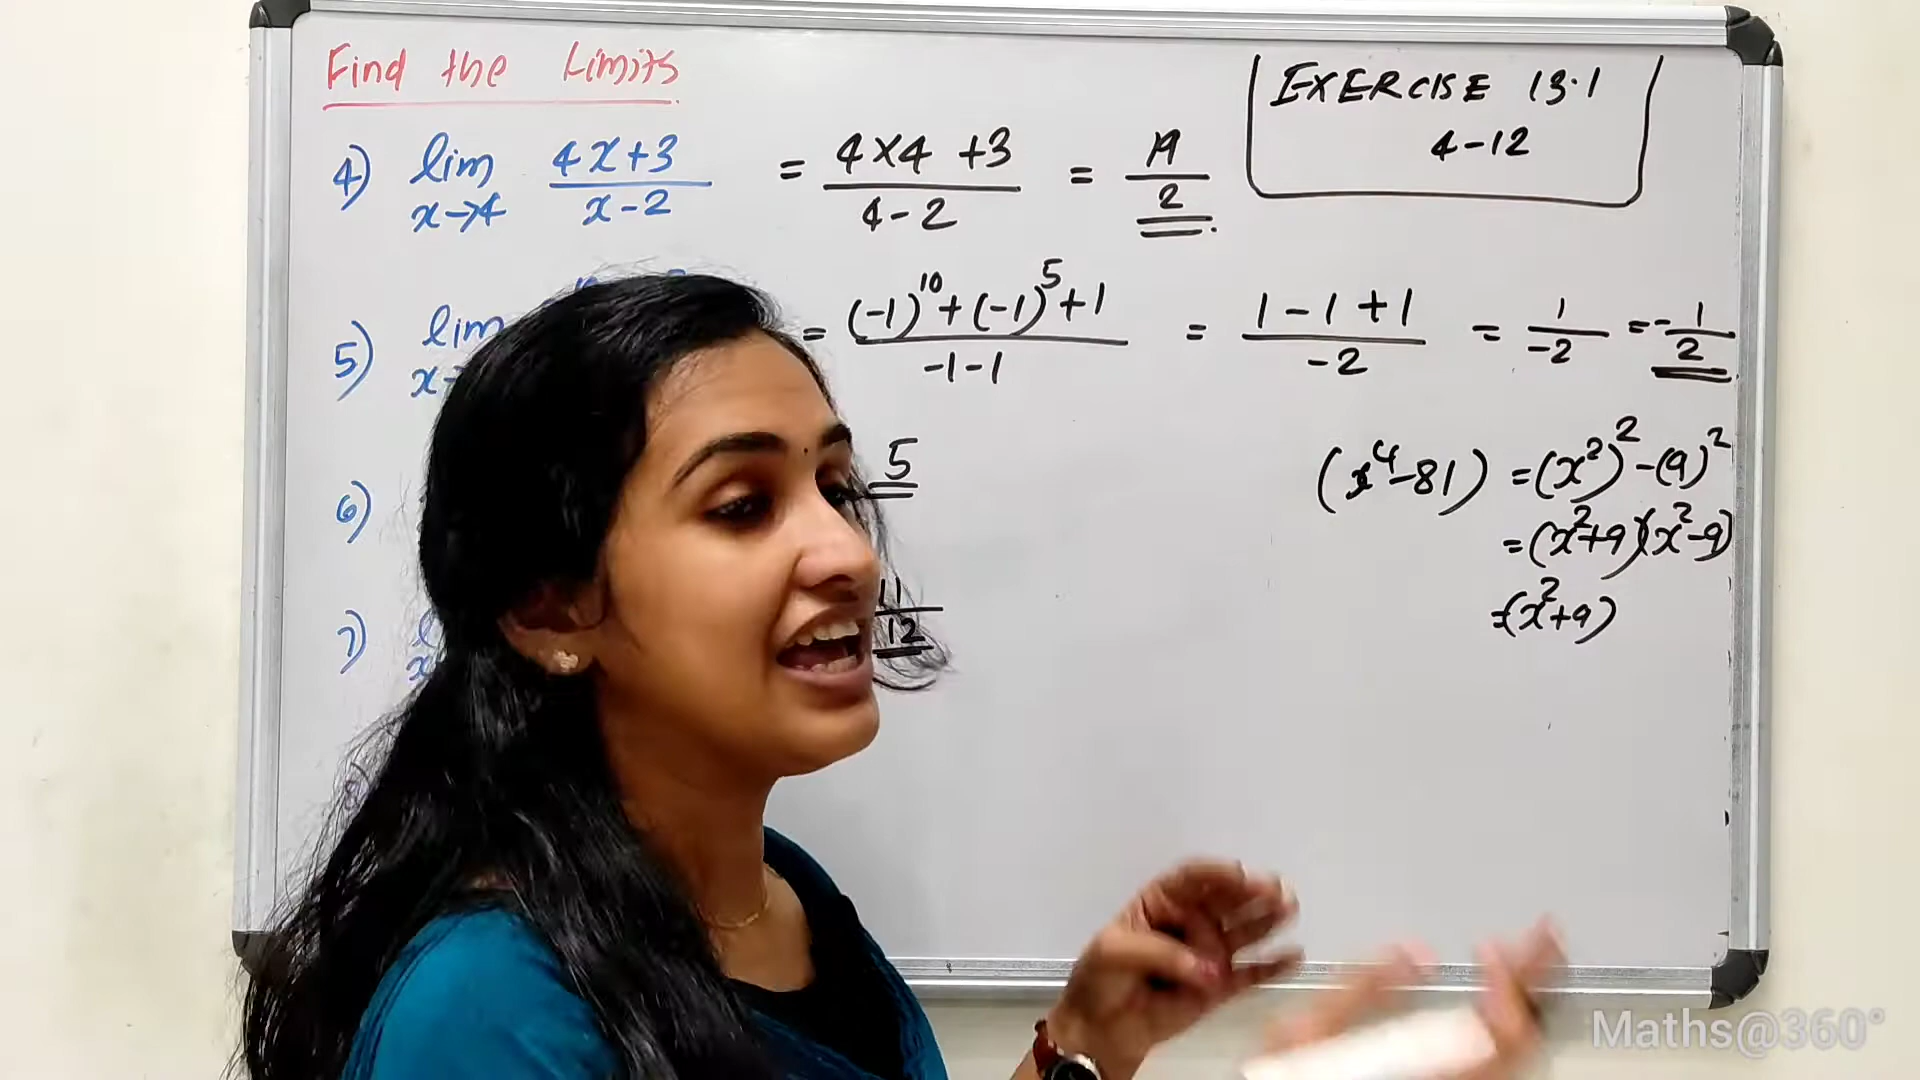 Find the Limits
EXERCISE 13.1
4-12
4) lim x→4 (4x+3)/(x-2) = (4×4+3)/(4-2) = 19/2.
5) lim = ((-1)^10+(-1)^5+1)/(-1-1) = (1-1+1)/-2 = 1/-2 = -1/2
6) 5
(x^4-81) = (x^2)^2-(9)^2
=(x^2+9)(x^2-9)
=(x^2+9)
7) 11/12
8)
Maths@360°